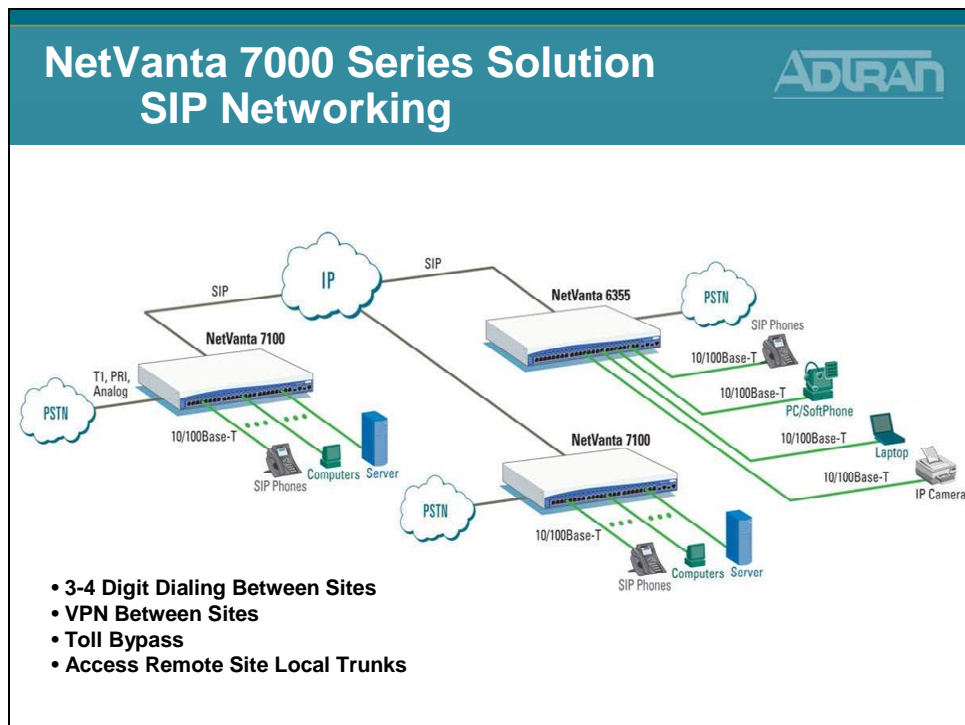 NetVanta 7000 Series Solution
SIP Networking
ADTRAN
IP
SIP
SIP
NetVanta 6355
PSTN
SIP Phones
NetVanta 7100
10/100Base-T
T1, PRI,
Analog
PSTN
10/100Base-T
PC/SoftPhone
10/100Base-T
SIP Phones
Computers
Server
NetVanta 7100
10/100Base-T
Laptop
10/100Base-T
IP Camera
PSTN
10/100Base-T
SIP Phones
Computers
Server
• 3-4 Digit Dialing Between Sites
• VPN Between Sites
• Toll Bypass
• Access Remote Site Local Trunks